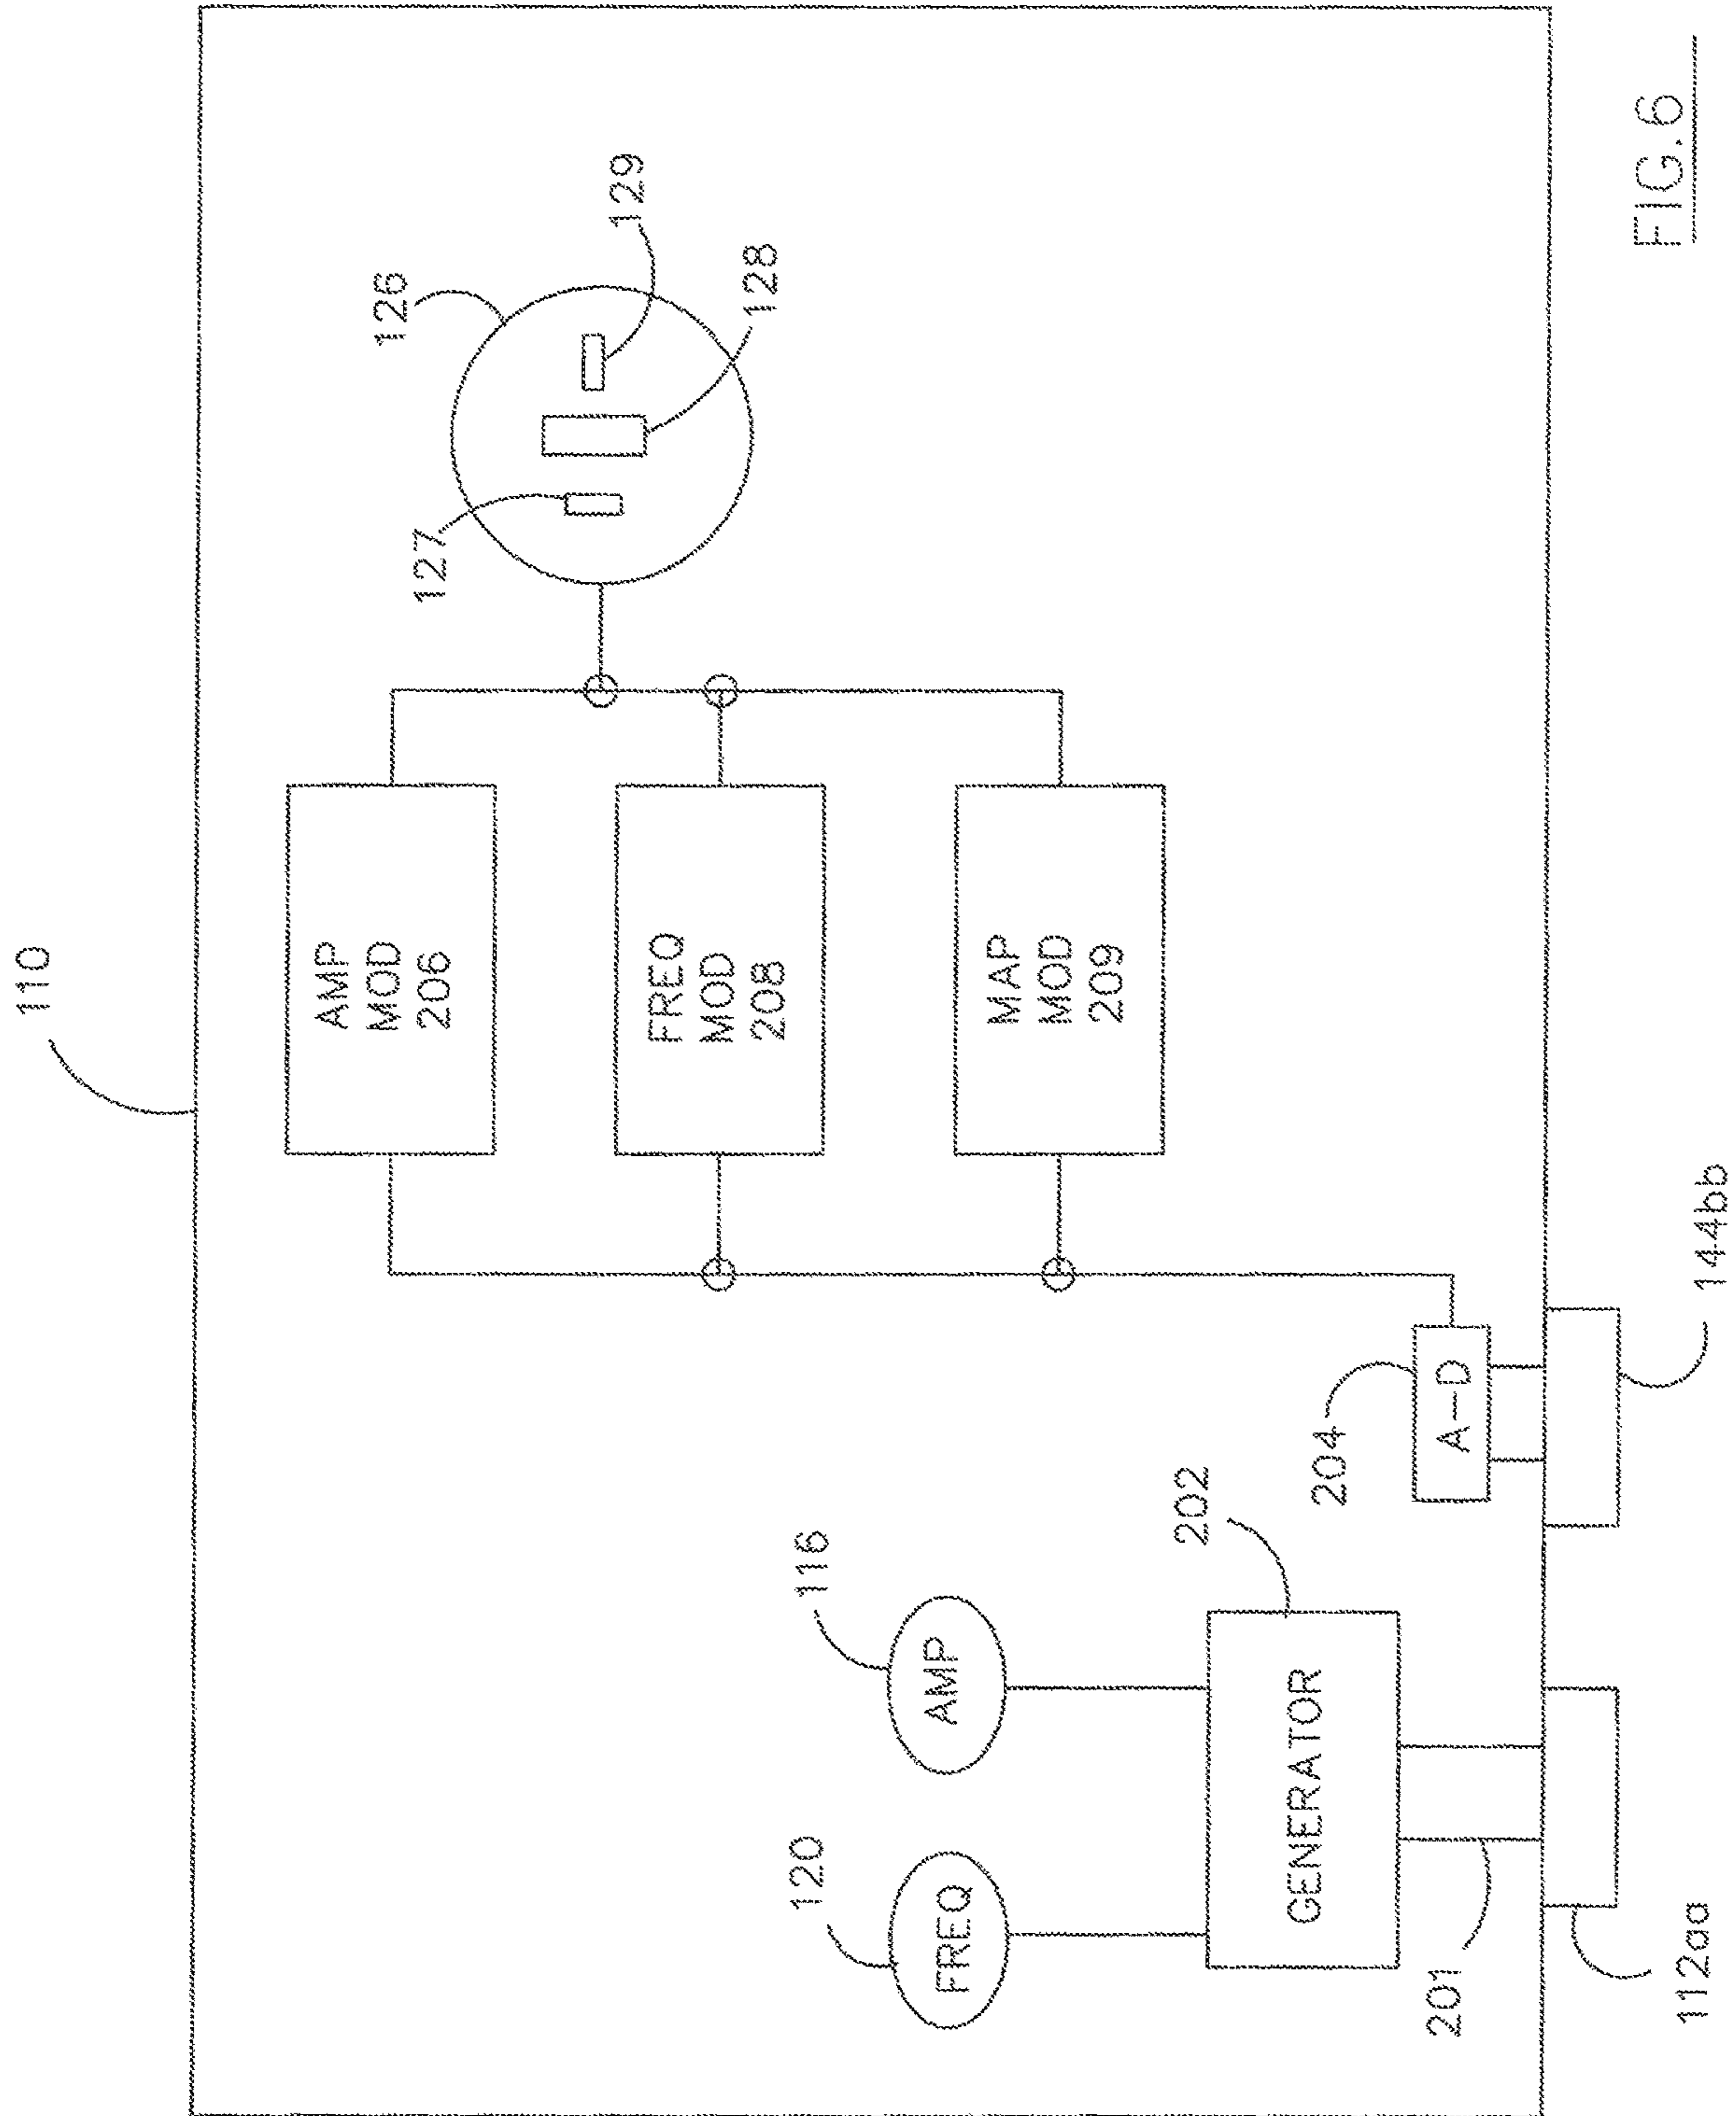 110
126
129
127
128
AMP
MOD
206
FREQ
MOD
208
MAP
MOD
209
120
FREQ
116
AMP
202
GENERATOR
201
204
A-D
112aa
144bb
FIG.6